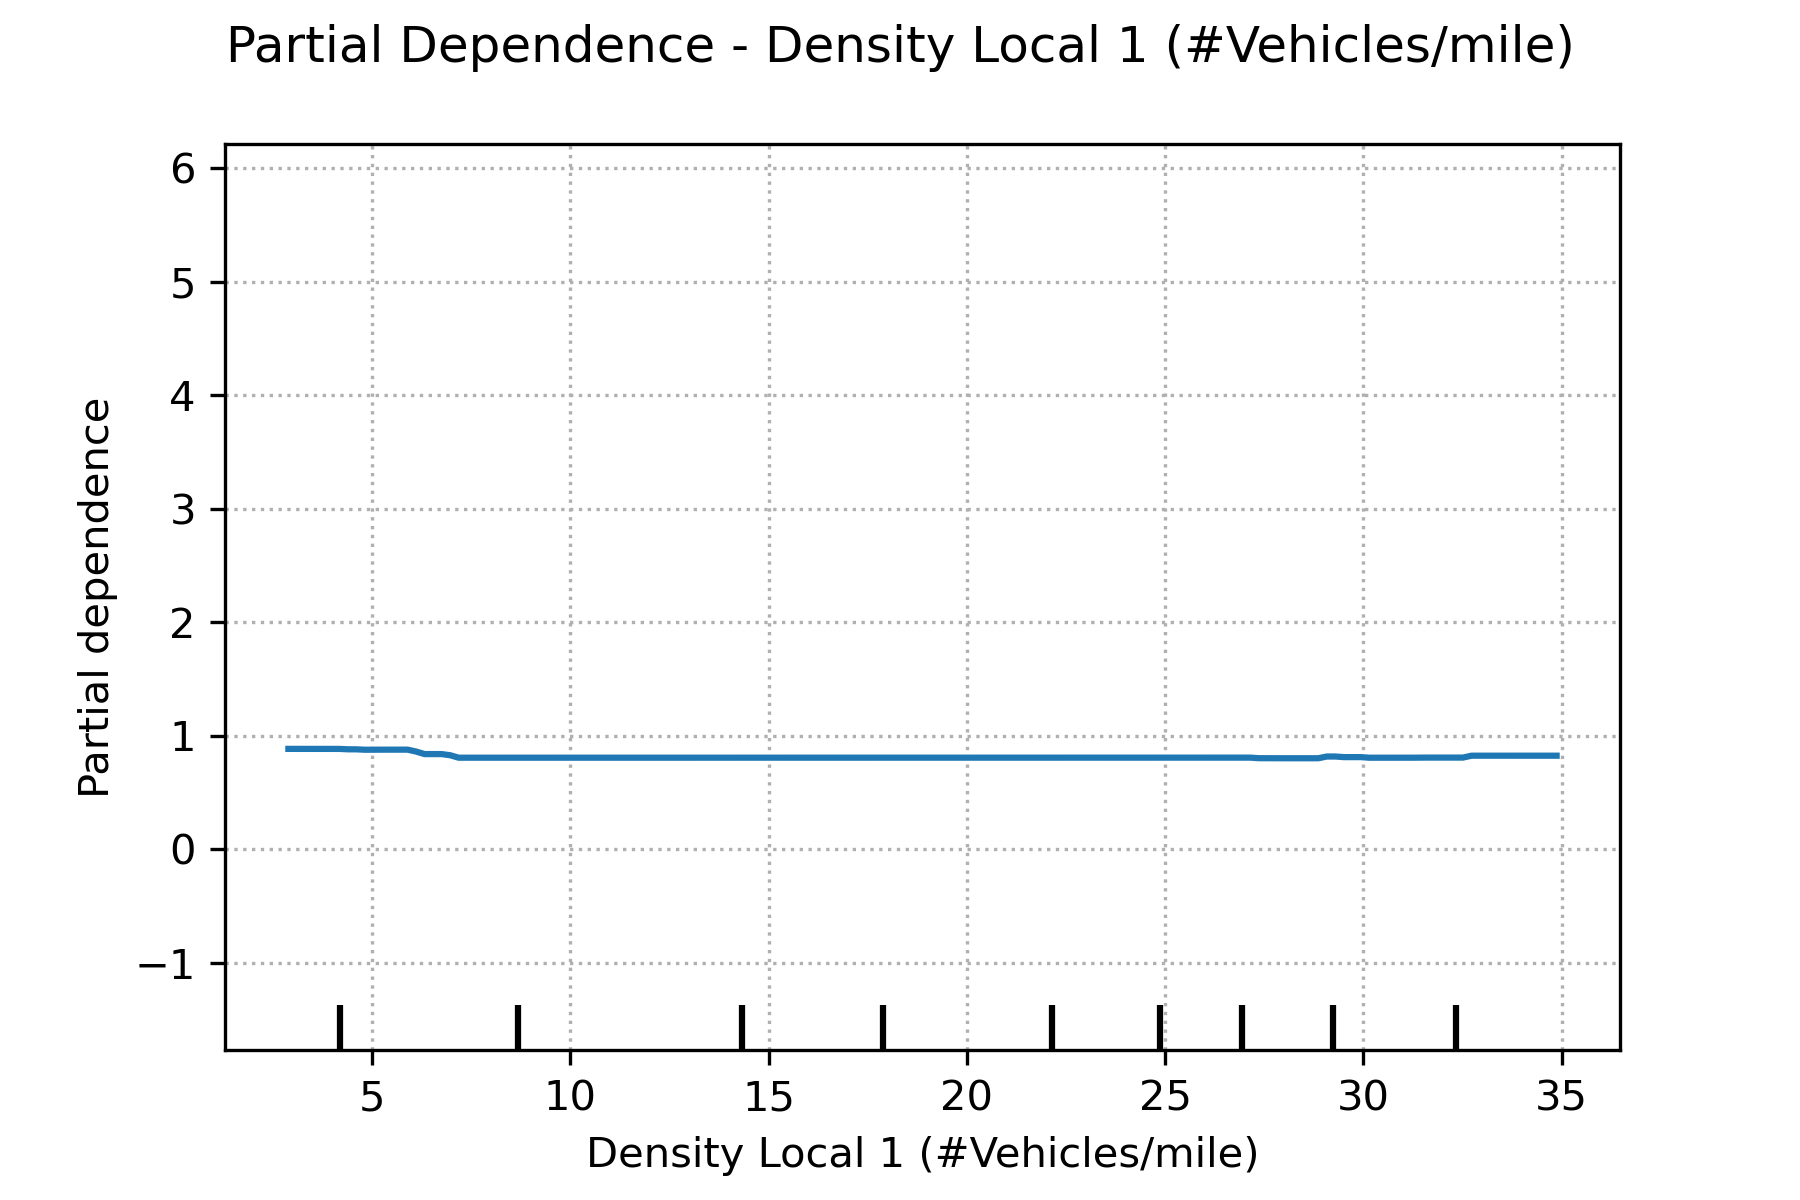 Partial Dependence - Density Local 1 (#Vehicles/mile)
6
5
4
3
2
1
0
−1
Partial dependence
5 10 15 20 25 30 35
Density Local 1 (#Vehicles/mile)